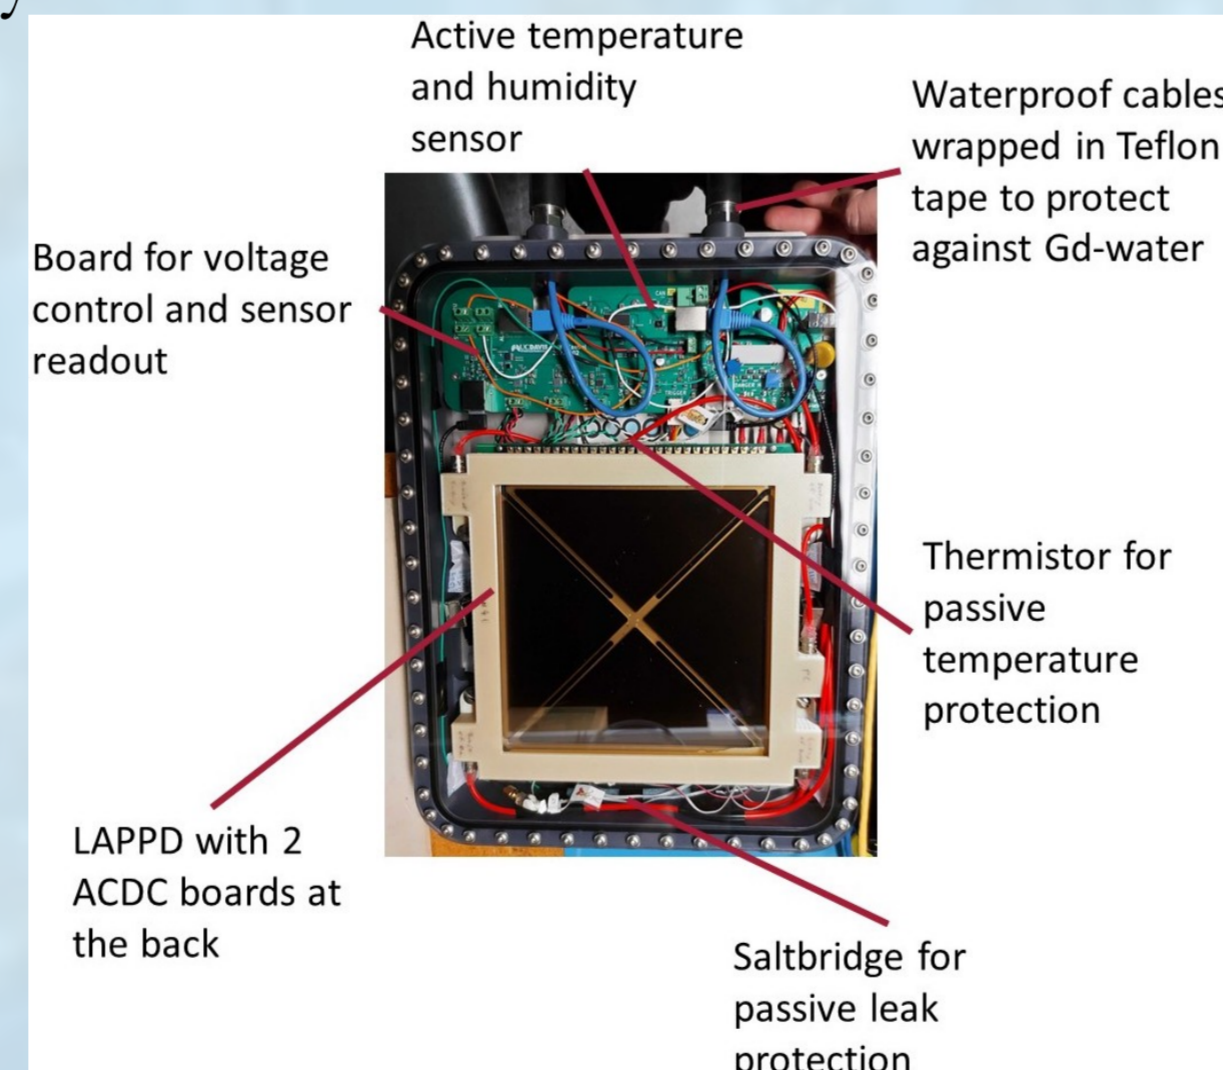 y
Active temperature
and humidity
sensor
Waterproof cables
wrapped in Teflon
tape to protect
against Gd-water
Board for voltage
control and sensor
readout
Thermistor for
passive
temperature
protection
LAPPD with 2
ACDC boards at
the back
Saltbridge for
passive leak
protection